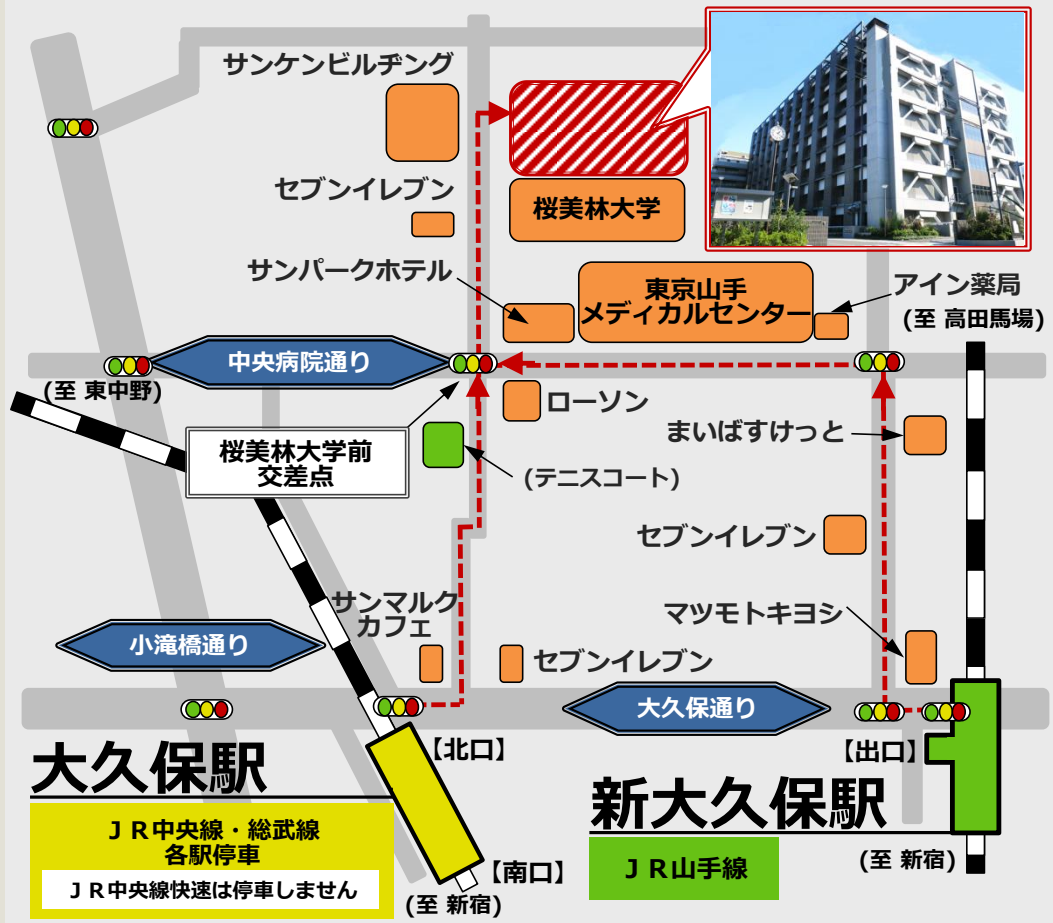 サンケンビルヂング
セブンイレブン
桜美林大学
サンパークホテル
東京山手
メディカルセンター
アイン薬局
(至 高田馬場)
中央病院通り
(至 東中野)
ローソン
まいばすけっと
桜美林大学前
交差点
(テニスコート)
セブンイレブン
サンマルク
カフェ
マツモトキヨシ
小滝橋通り
セブンイレブン
大久保通り
【北口】
【出口】
大久保駅
新大久保駅
ＪＲ中央線・総武線
各駅停車
ＪＲ中央線快速は停車しません
ＪＲ山手線
(至 新宿)
【南口】
(至 新宿)